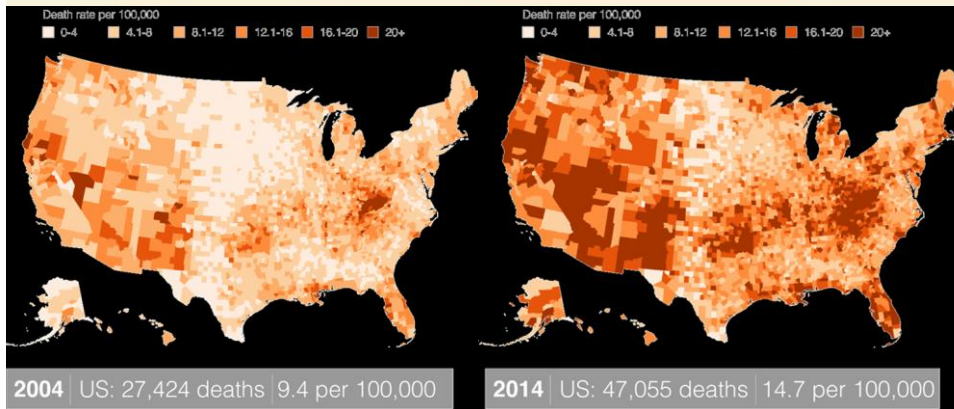 Death rate per 100,000
0-4 4.1-8 8.1-12 12.1-16 16.1-20 20+
2004 US: 27,424 deaths 9.4 per 100,000
Death rate per 100,000
0-4 4.1-8 8.1-12 12.1-16 16.1-20 20+
2014 US: 47,055 deaths 14.7 per 100,000